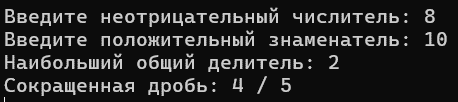 Введите неотрицательный числитель: 8
Введите положительный знаменатель: 10
Наибольший общий делитель: 2
Сокращенная дробь: 4 / 5